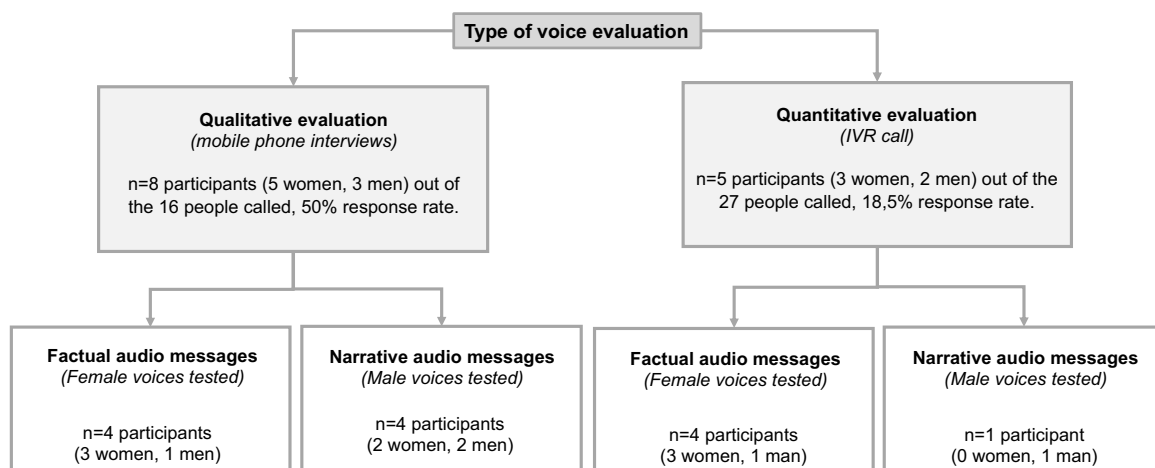 Type of voice evaluation
Qualitative evaluation
(mobile phone interviews)
n=8 participants (5 women, 3 men) out of
the 16 people called, 50% response rate.
Quantitative evaluation
(IVR call)
n=5 participants (3 women, 2 men) out of the
27 people called, 18,5% response rate.
Factual audio messages
(Female voices tested)
n=4 participants
(3 women, 1 men)
Narrative audio messages
(Male voices tested)
n=4 participants
(2 women, 2 men)
Factual audio messages
(Female voices tested)
n=4 participants
(3 women, 1 man)
Narrative audio messages
(Male voices tested)
n=1 participant
(0 women, 1 man)